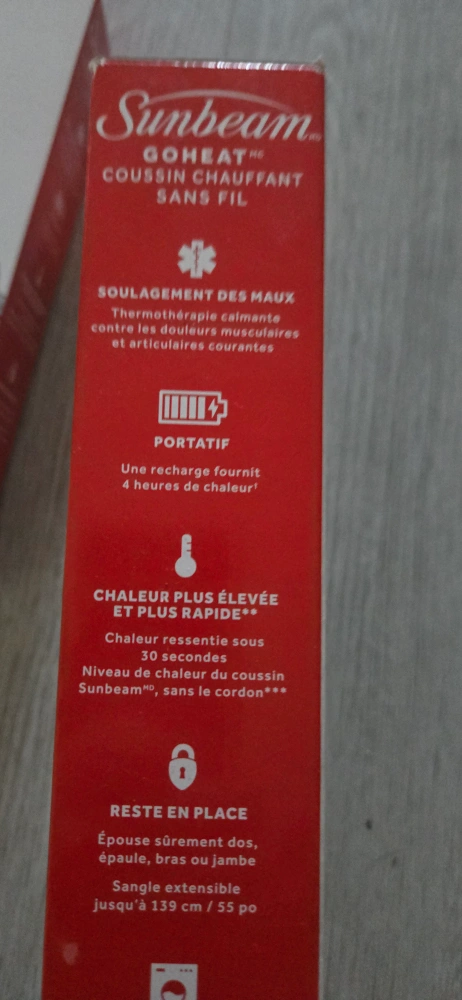 Sunbeam MD
GOHEAT MC
COUSSIN CHAUFFANT
SANS FIL
SOULAGEMENT DES MAUX
Thermothérapie calmante
contre les douleurs musculaires
et articulaires courantes
PORTATIF
Une recharge fournit
4 heures de chaleur†
CHALEUR PLUS ÉLEVÉE
ET PLUS RAPIDE**
Chaleur ressentie sous
30 secondes
Niveau de chaleur du coussin
Sunbeam MD, sans le cordon***
RESTE EN PLACE
Épouse sûrement dos,
épaule, bras ou jambe
Sangle extensible
jusqu'à 139 cm / 55 po